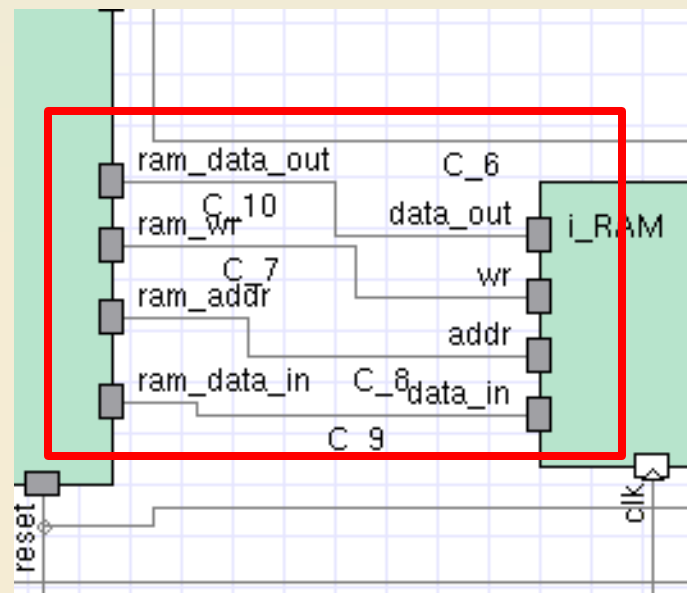 ram_data_out
C_6
C_10
data_out
i_RAM
ram_wr
C_7
wr
ram_addr
addr
ram_data_in
C_8
data_in
C_9
clk
reset